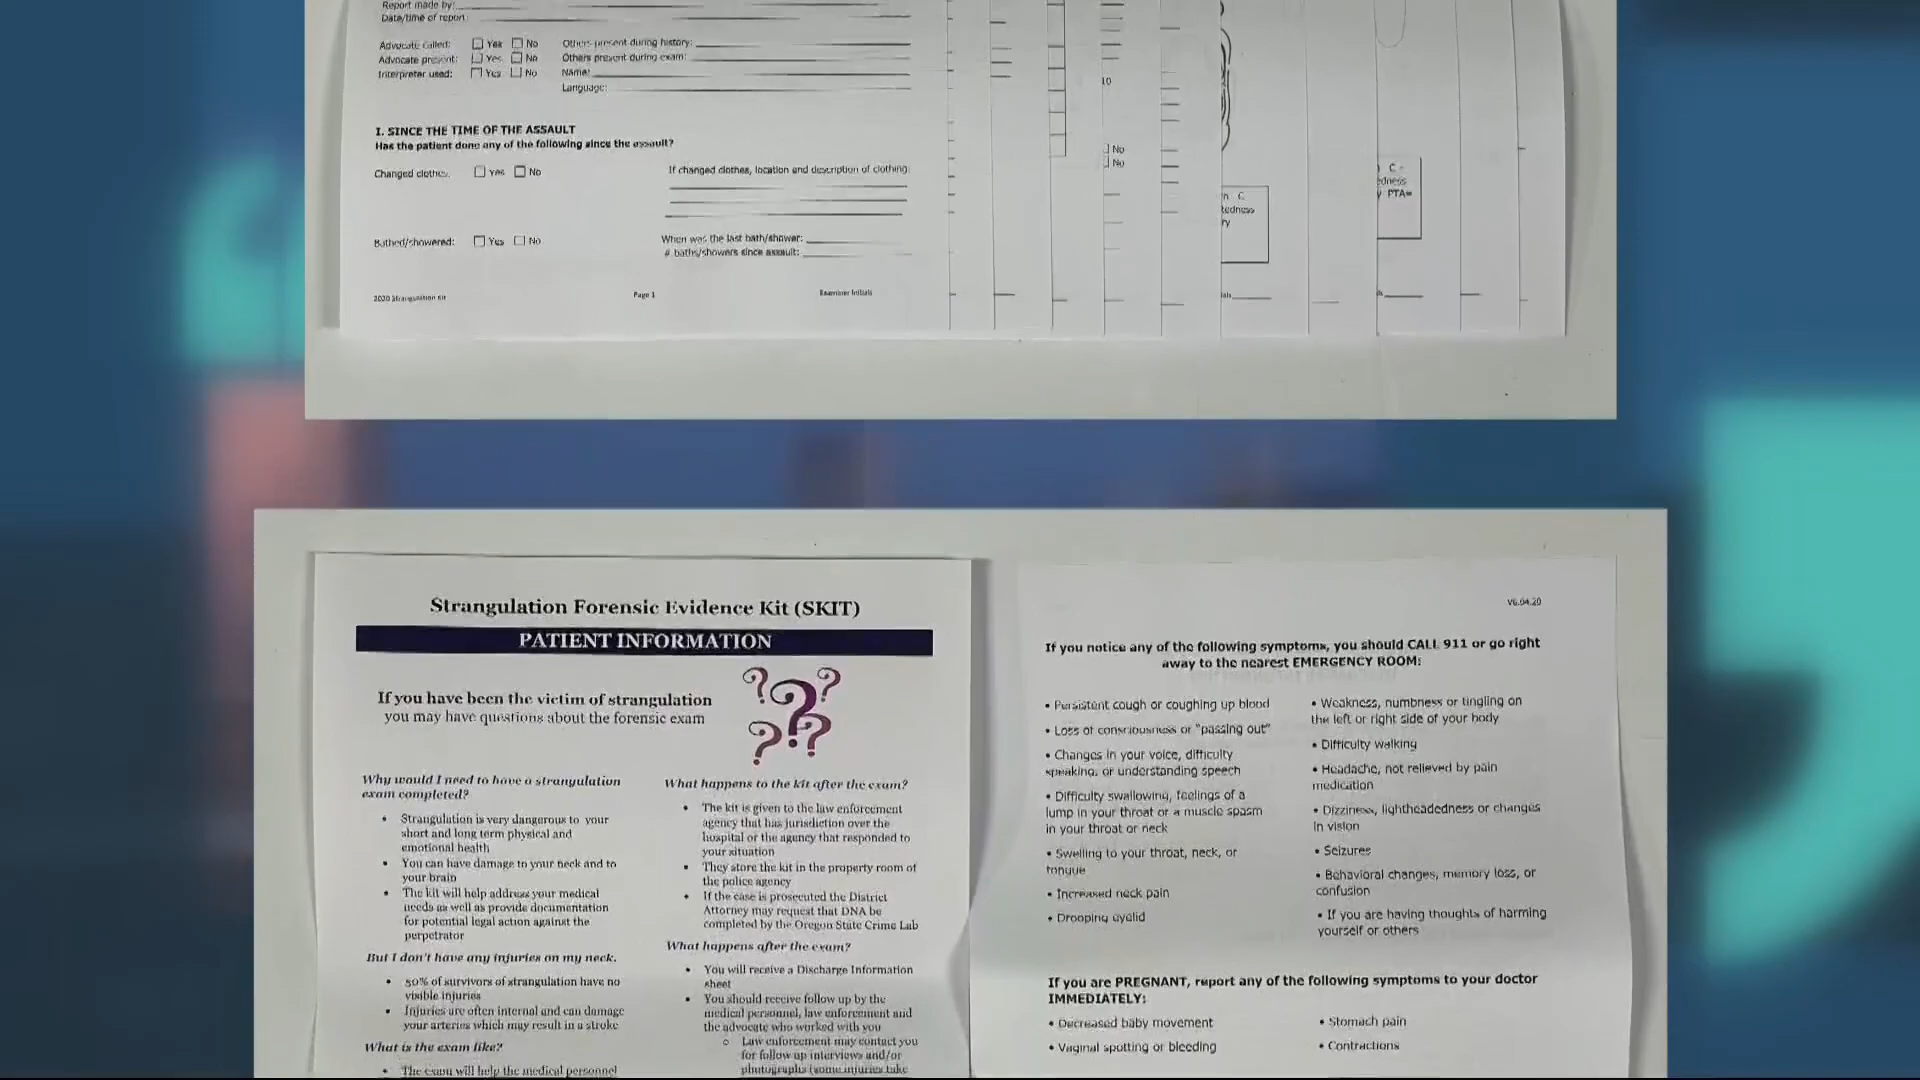 Report made by:
Date/time of report:
Advocate called: Yes No Others present during history:
Advocate present: Yes No Others present during exam:
Interpreter used: Yes No Name:
Language:
10
I. SINCE THE TIME OF THE ASSAULT
Has the patient done any of the following since the assault?
No
No
Changed clothes. Yes No If changed clothes, location and description of clothing:
C -
edness
y PTA=
n C
tedness
ry
Bathed/showered: Yes No When was the last bath/shower:
# baths/showers since assault:
2020 Strangulation Kit Page 1 Examiner Initials
Strangulation Forensic Evidence Kit (SKIT)
PATIENT INFORMATION
If you have been the victim of strangulation
you may have questions about the forensic exam
Why would I need to have a strangulation
exam completed?
• Strangulation is very dangerous to your
short and long term physical and
emotional health
• You can have damage to your neck and to
your brain
• The kit will help address your medical
needs as well as provide documentation
for potential legal action against the
perpetrator
But I don't have any injuries on my neck.
• 50% of survivors of strangulation have no
visible injuries
• Injuries are often internal and can damage
your arteries which may result in a stroke
What is the exam like?
• The exam will help the medical personnel
What happens to the kit after the exam?
• The kit is given to the law enforcement
agency that has jurisdiction over the
hospital or the agency that responded to
your situation
• They store the kit in the property room of
the police agency
• If the case is prosecuted the District
Attorney may request that DNA be
completed by the Oregon State Crime Lab
What happens after the exam?
• You will receive a Discharge Information
sheet
• You should receive follow up by the
medical personnel, law enforcement and
the advocate who worked with you
o Law enforcement may contact you
for follow up interviews and/or
photographs (some injuries take
V6.04.20
If you notice any of the following symptoms, you should CALL 911 or go right
away to the nearest EMERGENCY ROOM:
• Persistent cough or coughing up blood
• Loss of consciousness or "passing out"
• Changes in your voice, difficulty
speaking, or understanding speech
• Difficulty swallowing, feelings of a
lump in your throat or a muscle spasm
in your throat or neck
• Swelling to your throat, neck, or
tongue
• Increased neck pain
• Drooping eyelid
• Weakness, numbness or tingling on
the left or right side of your body
• Difficulty walking
• Headache, not relieved by pain
medication
• Dizziness, lightheadedness or changes
in vision
• Seizures
• Behavioral changes, memory loss, or
confusion
• If you are having thoughts of harming
yourself or others
If you are PREGNANT, report any of the following symptoms to your doctor
IMMEDIATELY:
• Decreased baby movement
• Vaginal spotting or bleeding
• Stomach pain
• Contractions